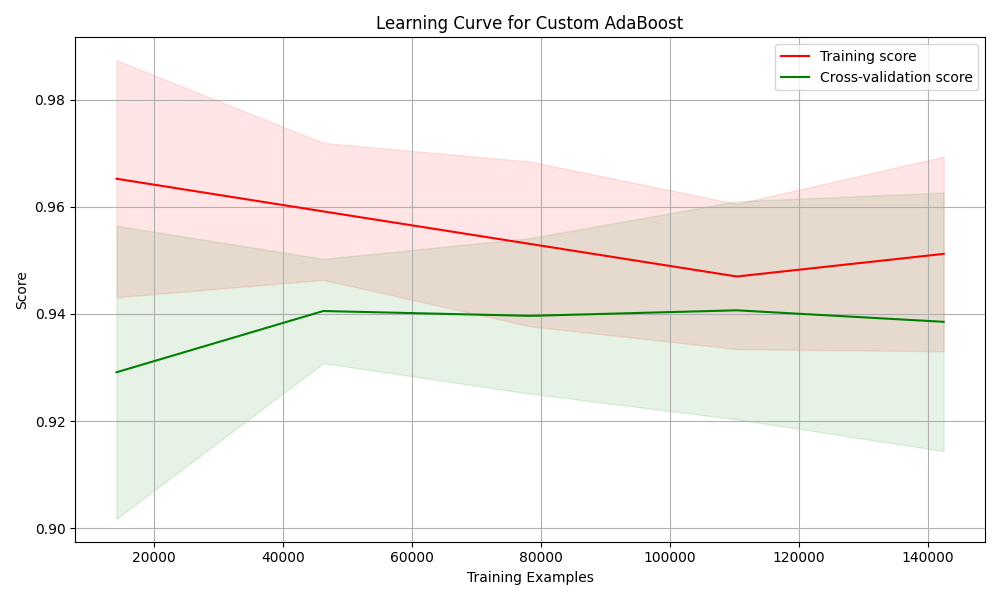 Learning Curve for Custom AdaBoost
Training score
Cross-validation score
0.98
0.96
0.94
0.92
0.90
Score
20000 40000 60000 80000 100000 120000 140000
Training Examples